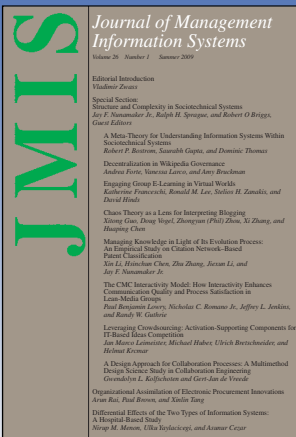 JMIS
Journal of Management
Information Systems
Volume 26 Number 1 Summer 2009
Editorial Introduction
Vladimir Zwass
Special Section:
Structure and Complexity in Sociotechnical Systems
Jay F. Nunamaker Jr., Ralph H. Sprague, and Robert O Briggs,
Guest Editors
A Meta-Theory for Understanding Information Systems Within
Sociotechnical Systems
Robert P. Bostrom, Saurabh Gupta, and Dominic Thomas
Decentralization in Wikipedia Governance
Andrea Forte, Vanessa Larco, and Amy Bruckman
Engaging Group E-Learning in Virtual Worlds
Katherine Franceschi, Ronald M. Lee, Stelios H. Zanakis, and
David Hinds
Chaos Theory as a Lens for Interpreting Blogging
Xitong Guo, Doug Vogel, Zhongyun (Phil) Zhou, Xi Zhang, and
Huaping Chen
Managing Knowledge in Light of Its Evolution Process:
An Empirical Study on Citation Network–Based
Patent Classification
Xin Li, Hsinchun Chen, Zhu Zhang, Jiexun Li, and
Jay F. Nunamaker Jr.
The CMC Interactivity Model: How Interactivity Enhances
Communication Quality and Process Satisfaction in
Lean-Media Groups
Paul Benjamin Lowry, Nicholas C. Romano Jr., Jeffrey L. Jenkins,
and Randy W. Guthrie
Leveraging Crowdsourcing: Activation-Supporting Components for
IT-Based Ideas Competition
Jan Marco Leimeister, Michael Huber, Ulrich Bretschneider, and
Helmut Krcmar
A Design Approach for Collaboration Processes: A Multimethod
Design Science Study in Collaboration Engineering
Gwendolyn L. Kolfschoten and Gert-Jan de Vreede
Organizational Assimilation of Electronic Procurement Innovations
Arun Rai, Paul Brown, and Xinlin Tang
Differential Effects of the Two Types of Information Systems:
A Hospital-Based Study
Nirup M. Menon, Ulku Yaylacicegi, and Asunur Cezar